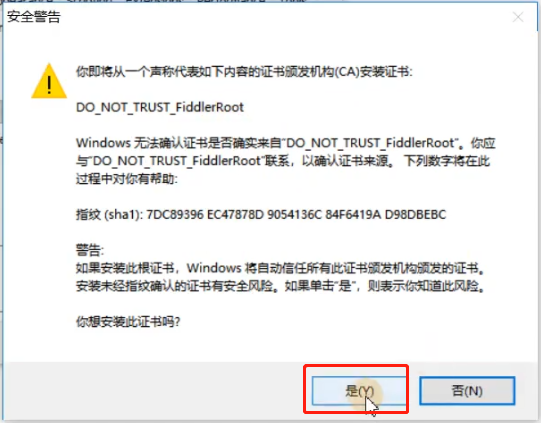 安全警告
你即将从一个声称代表如下内容的证书颁发机构(CA)安装证书:
DO_NOT_TRUST_FiddlerRoot
Windows 无法确认证书是否确实来自"DO_NOT_TRUST_FiddlerRoot"。你应
与"DO_NOT_TRUST_FiddlerRoot"联系，以确认证书来源。 下列数字将在此
过程中对你有帮助:
指纹 (sha1): 7DC89396 EC47878D 9054136C 84F6419A D98DBEBC
警告:
如果安装此根证书，Windows 将自动信任所有此证书颁发机构颁发的证书。
安装未经指纹确认的证书有安全风险。如果单击"是"，则表示你知道此风险。
你想安装此证书吗?
是(Y)
否(N)